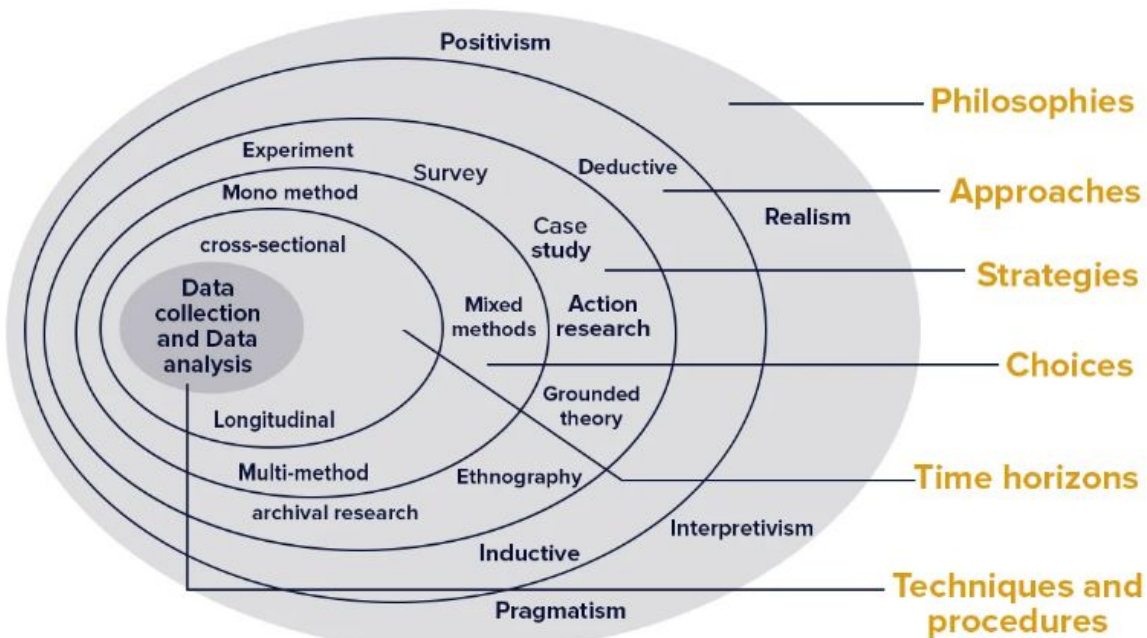 Positivism
Philosophies
Experiment
Survey
Deductive
Approaches
Mono method
Realism
cross-sectional
Case
study
Strategies
Data
collection
and Data
analysis
Mixed
methods
Action
research
Choices
Longitudinal
Grounded
theory
Multi-method
Ethnography
Time horizons
archival research
Interpretivism
Inductive
Pragmatism
Techniques and
procedures